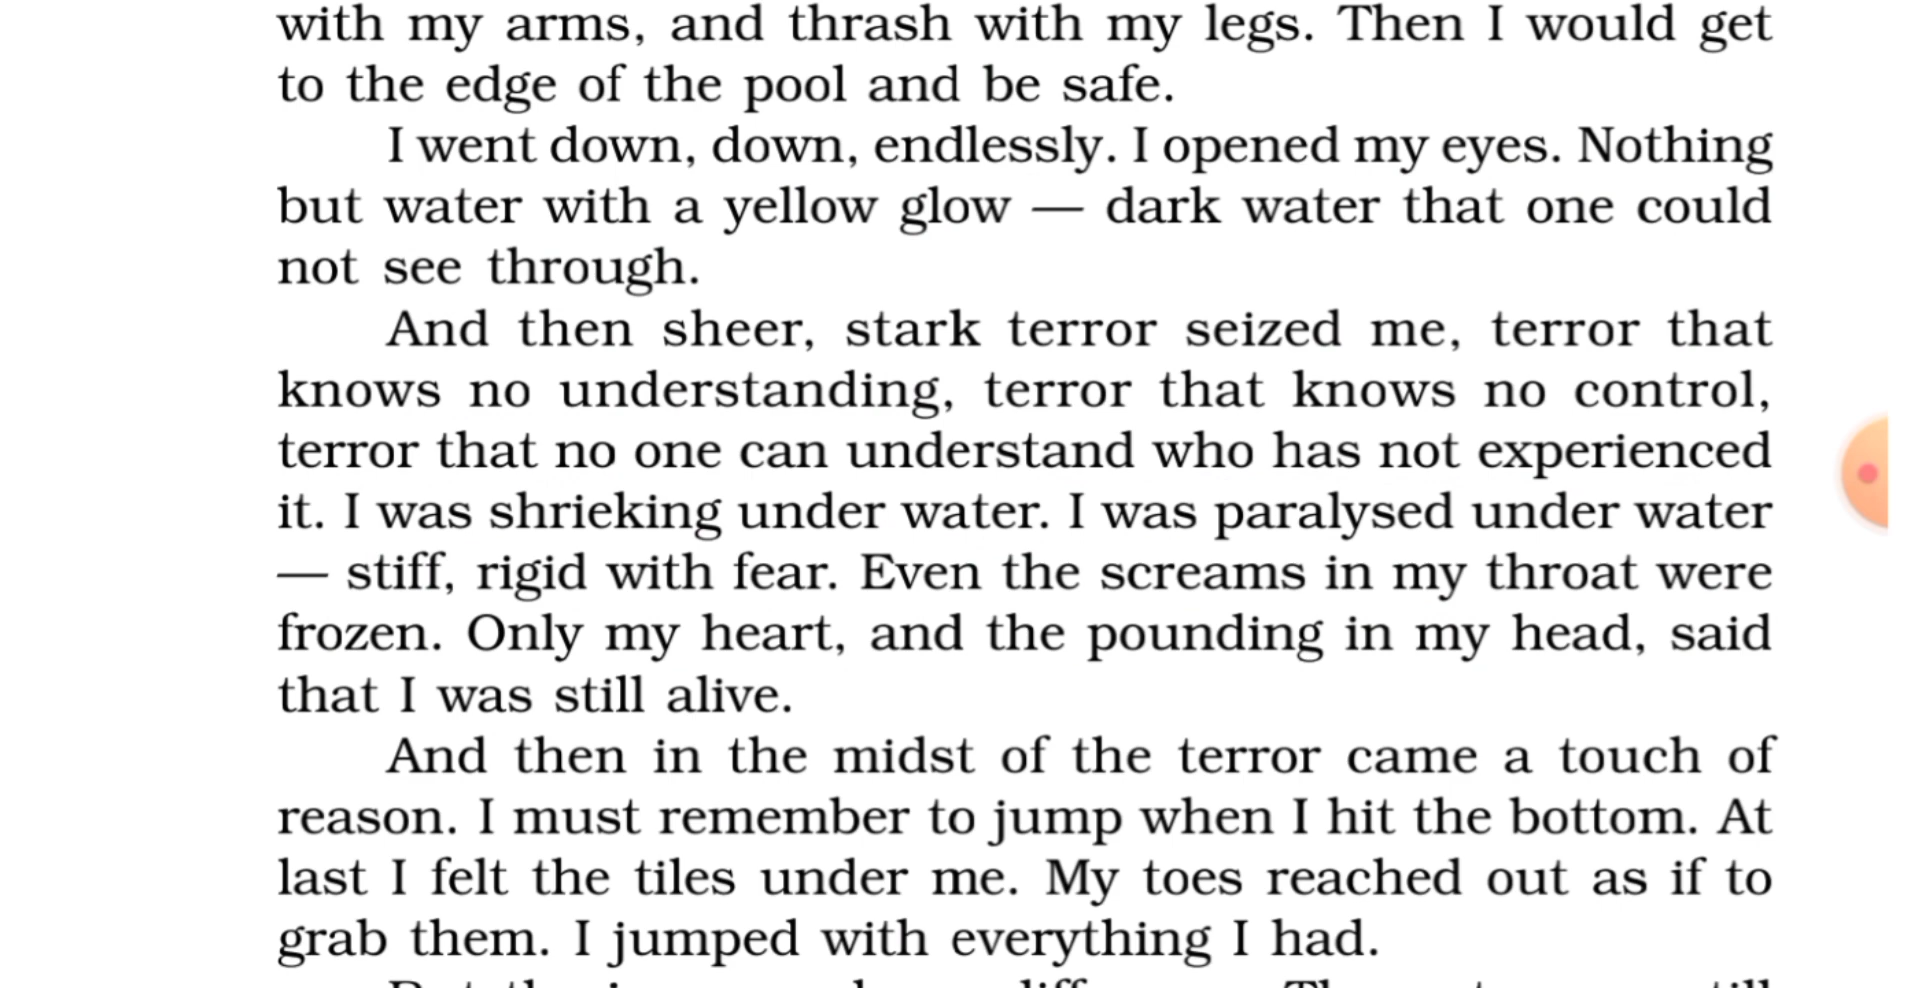 with my arms, and thrash with my legs. Then I would get
to the edge of the pool and be safe.
I went down, down, endlessly. I opened my eyes. Nothing
but water with a yellow glow — dark water that one could
not see through.
And then sheer, stark terror seized me, terror that
knows no understanding, terror that knows no control,
terror that no one can understand who has not experienced
it. I was shrieking under water. I was paralysed under water
— stiff, rigid with fear. Even the screams in my throat were
frozen. Only my heart, and the pounding in my head, said
that I was still alive.
And then in the midst of the terror came a touch of
reason. I must remember to jump when I hit the bottom. At
last I felt the tiles under me. My toes reached out as if to
grab them. I jumped with everything I had.